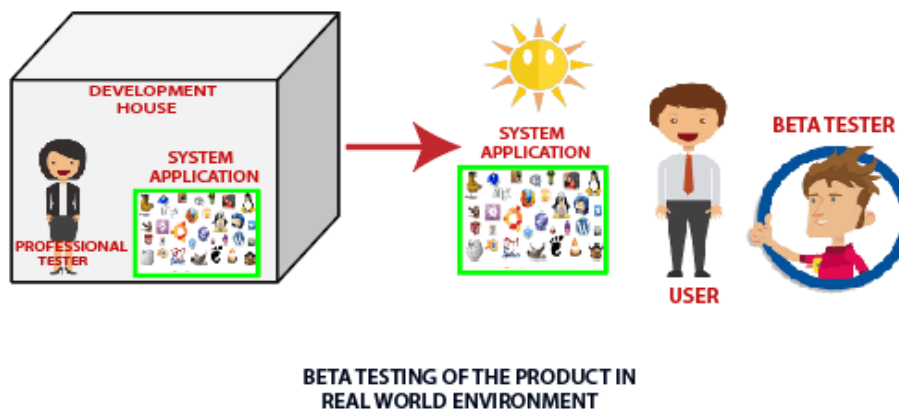 DEVELOPMENT
HOUSE
SYSTEM
APPLICATION
PROFESSIONAL
TESTER
SYSTEM
APPLICATION
USER
BETA TESTER
BETA TESTING OF THE PRODUCT IN
REAL WORLD ENVIRONMENT